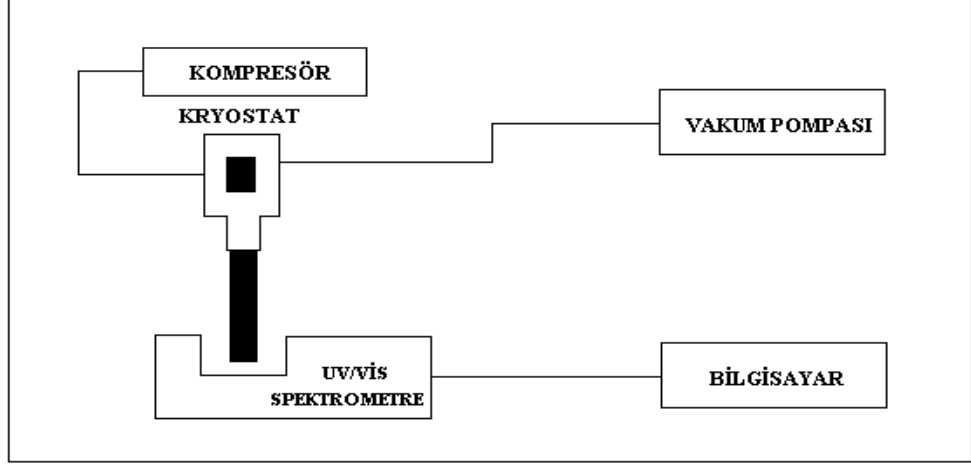 KOMPRESÖR
KRYOSTAT
VAKUM POMPASI
UV/VİS
SPEKTROMETRE
BİLGİSAYAR